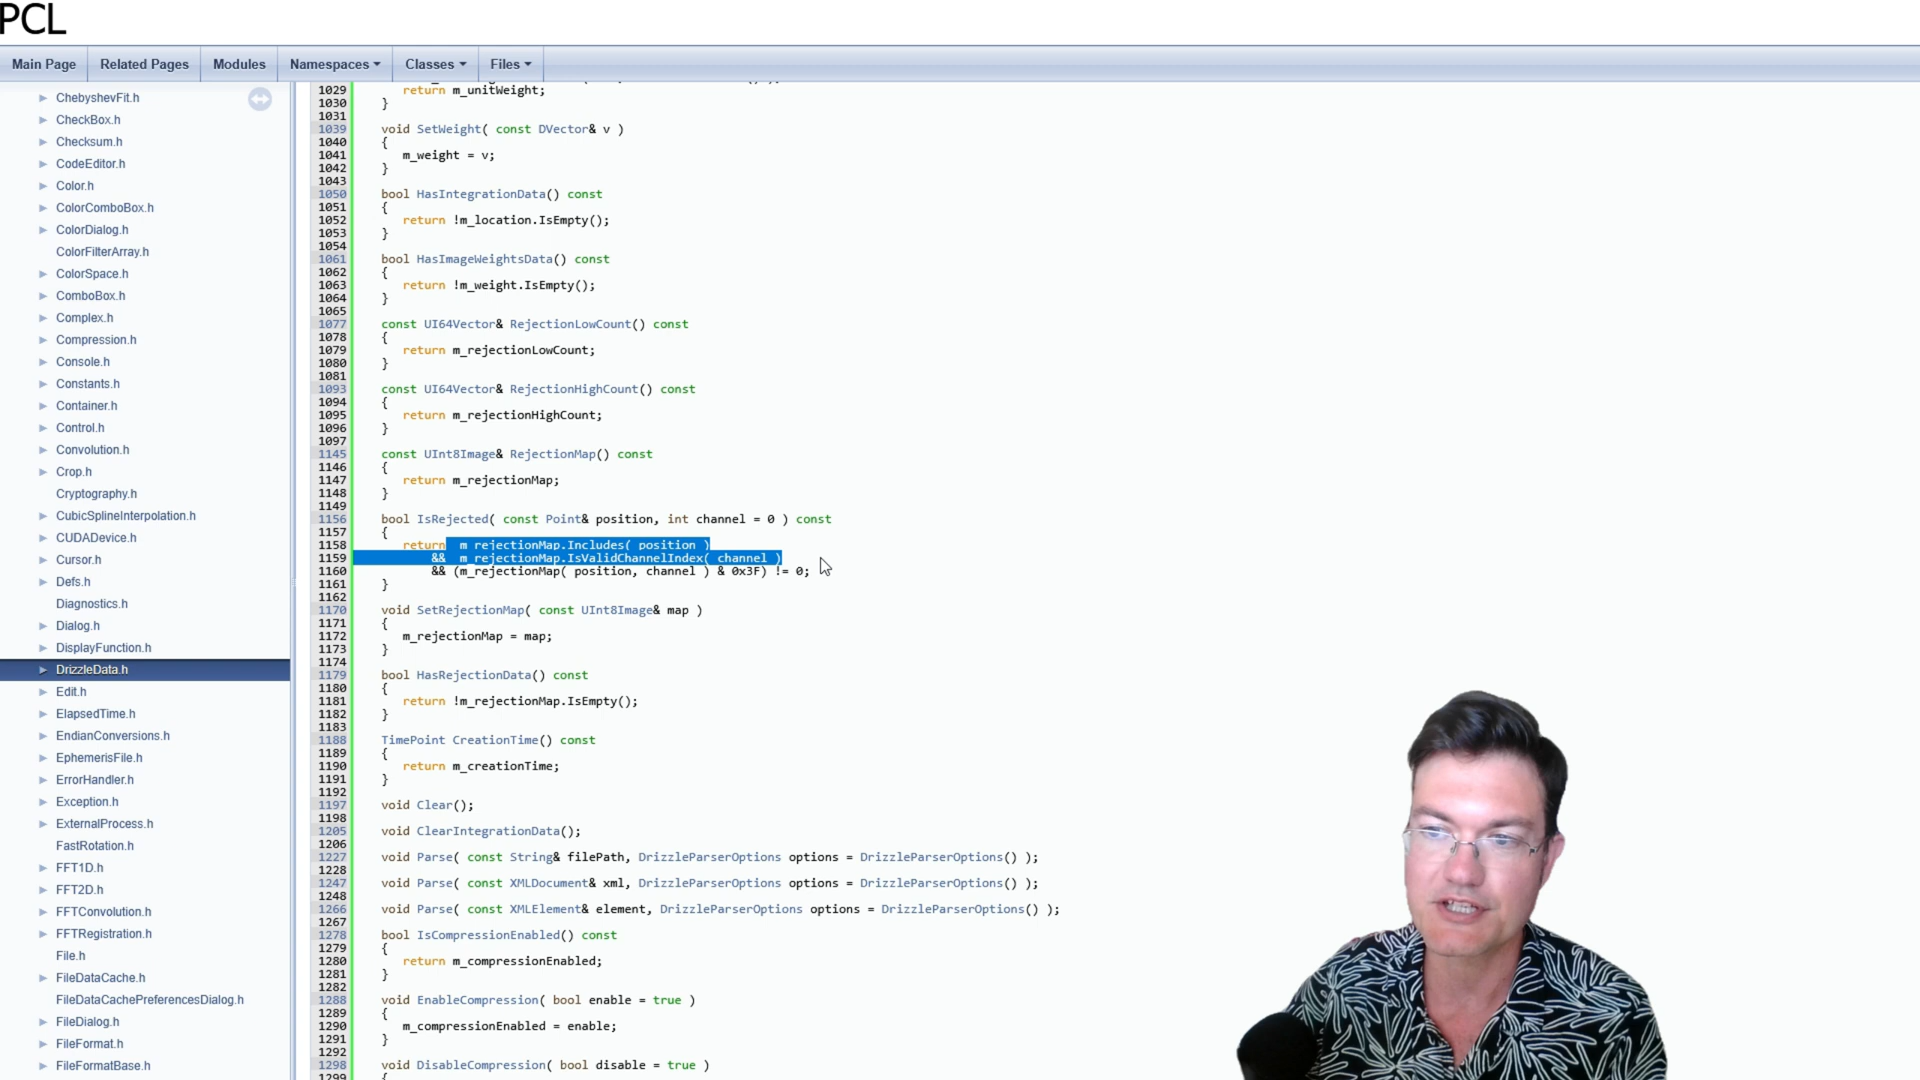 PCL
Main Page
Related Pages
Modules
Namespaces
Classes
Files
ChebyshevFit.h
CheckBox.h
Checksum.h
CodeEditor.h
Color.h
ColorComboBox.h
ColorDialog.h
ColorFilterArray.h
ColorSpace.h
ComboBox.h
Complex.h
Compression.h
Console.h
Constants.h
Container.h
Control.h
Convolution.h
Crop.h
Cryptography.h
CubicSplineInterpolation.h
CUDADevice.h
Cursor.h
Defs.h
Diagnostics.h
Dialog.h
DisplayFunction.h
DrizzleData.h
Edit.h
ElapsedTime.h
EndianConversions.h
EphemerisFile.h
ErrorHandler.h
Exception.h
ExternalProcess.h
FastRotation.h
FFT1D.h
FFT2D.h
FFTConvolution.h
FFTRegistration.h
File.h
FileDataCache.h
FileDataCachePreferencesDialog.h
FileDialog.h
FileFormat.h
FileFormatBase.h
1029 return m_unitWeight;
1030 }
1031
1039 void SetWeight( const DVector& v )
1040 {
1041 m_weight = v;
1042 }
1043
1050 bool HasIntegrationData() const
1051 {
1052 return !m_location.IsEmpty();
1053 }
1054
1061 bool HasImageWeightsData() const
1062 {
1063 return !m_weight.IsEmpty();
1064 }
1065
1077 const UI64Vector& RejectionLowCount() const
1078 {
1079 return m_rejectionLowCount;
1080 }
1081
1093 const UI64Vector& RejectionHighCount() const
1094 {
1095 return m_rejectionHighCount;
1096 }
1097
1145 const UInt8Image& RejectionMap() const
1146 {
1147 return m_rejectionMap;
1148 }
1149
1156 bool IsRejected( const Point& position, int channel = 0 ) const
1157 {
1158 return m_rejectionMap.Includes( position )
1159 && m_rejectionMap.IsValidChannelIndex( channel )
1160 && (m_rejectionMap( position, channel ) & 0x3F) != 0;
1161 }
1162
1170 void SetRejectionMap( const UInt8Image& map )
1171 {
1172 m_rejectionMap = map;
1173 }
1174
1179 bool HasRejectionData() const
1180 {
1181 return !m_rejectionMap.IsEmpty();
1182 }
1183
1188 TimePoint CreationTime() const
1189 {
1190 return m_creationTime;
1191 }
1192
1197 void Clear();
1198
1205 void ClearIntegrationData();
1206
1227 void Parse( const String& filePath, DrizzleParserOptions options = DrizzleParserOptions() );
1228
1247 void Parse( const XMLDocument& xml, DrizzleParserOptions options = DrizzleParserOptions() );
1248
1266 void Parse( const XMLElement& element, DrizzleParserOptions options = DrizzleParserOptions() );
1267
1278 bool IsCompressionEnabled() const
1279 {
1280 return m_compressionEnabled;
1281 }
1282
1288 void EnableCompression( bool enable = true )
1289 {
1290 m_compressionEnabled = enable;
1291 }
1292
1298 void DisableCompression( bool disable = true )
1299 {